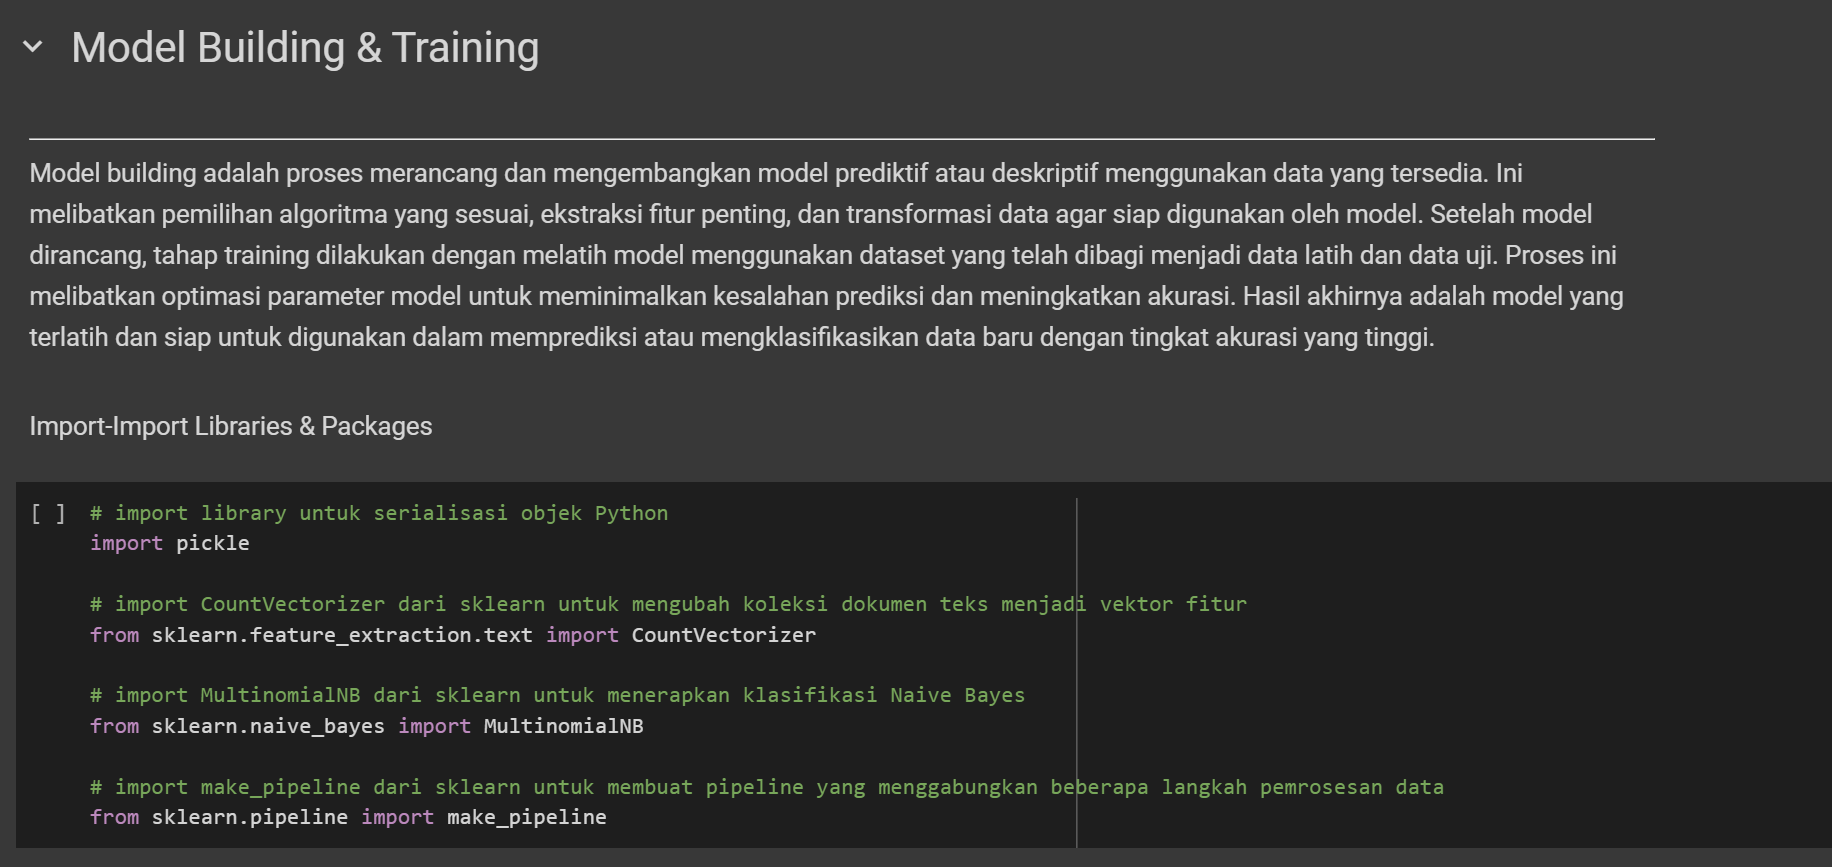 Model Building & Training
Model building adalah proses merancang dan mengembangkan model prediktif atau deskriptif menggunakan data yang tersedia. Ini
melibatkan pemilihan algoritma yang sesuai, ekstraksi fitur penting, dan transformasi data agar siap digunakan oleh model. Setelah model
dirancang, tahap training dilakukan dengan melatih model menggunakan dataset yang telah dibagi menjadi data latih dan data uji. Proses ini
melibatkan optimasi parameter model untuk meminimalkan kesalahan prediksi dan meningkatkan akurasi. Hasil akhirnya adalah model yang
terlatih dan siap untuk digunakan dalam memprediksi atau mengklasifikasikan data baru dengan tingkat akurasi yang tinggi.
Import-Import Libraries & Packages
[ ] # import library untuk serialisasi objek Python
import pickle
# import CountVectorizer dari sklearn untuk mengubah koleksi dokumen teks menjadi vektor fitur
from sklearn.feature_extraction.text import CountVectorizer
# import MultinomialNB dari sklearn untuk menerapkan klasifikasi Naive Bayes
from sklearn.naive_bayes import MultinomialNB
# import make_pipeline dari sklearn untuk membuat pipeline yang menggabungkan beberapa langkah pemrosesan data
from sklearn.pipeline import make_pipeline